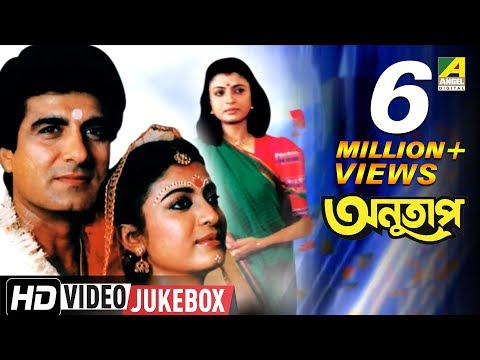 6
MILLION+
VIEWS
A
ANGEL
DIGITAL
অনুতাপ
HD VIDEO
JUKEBOX